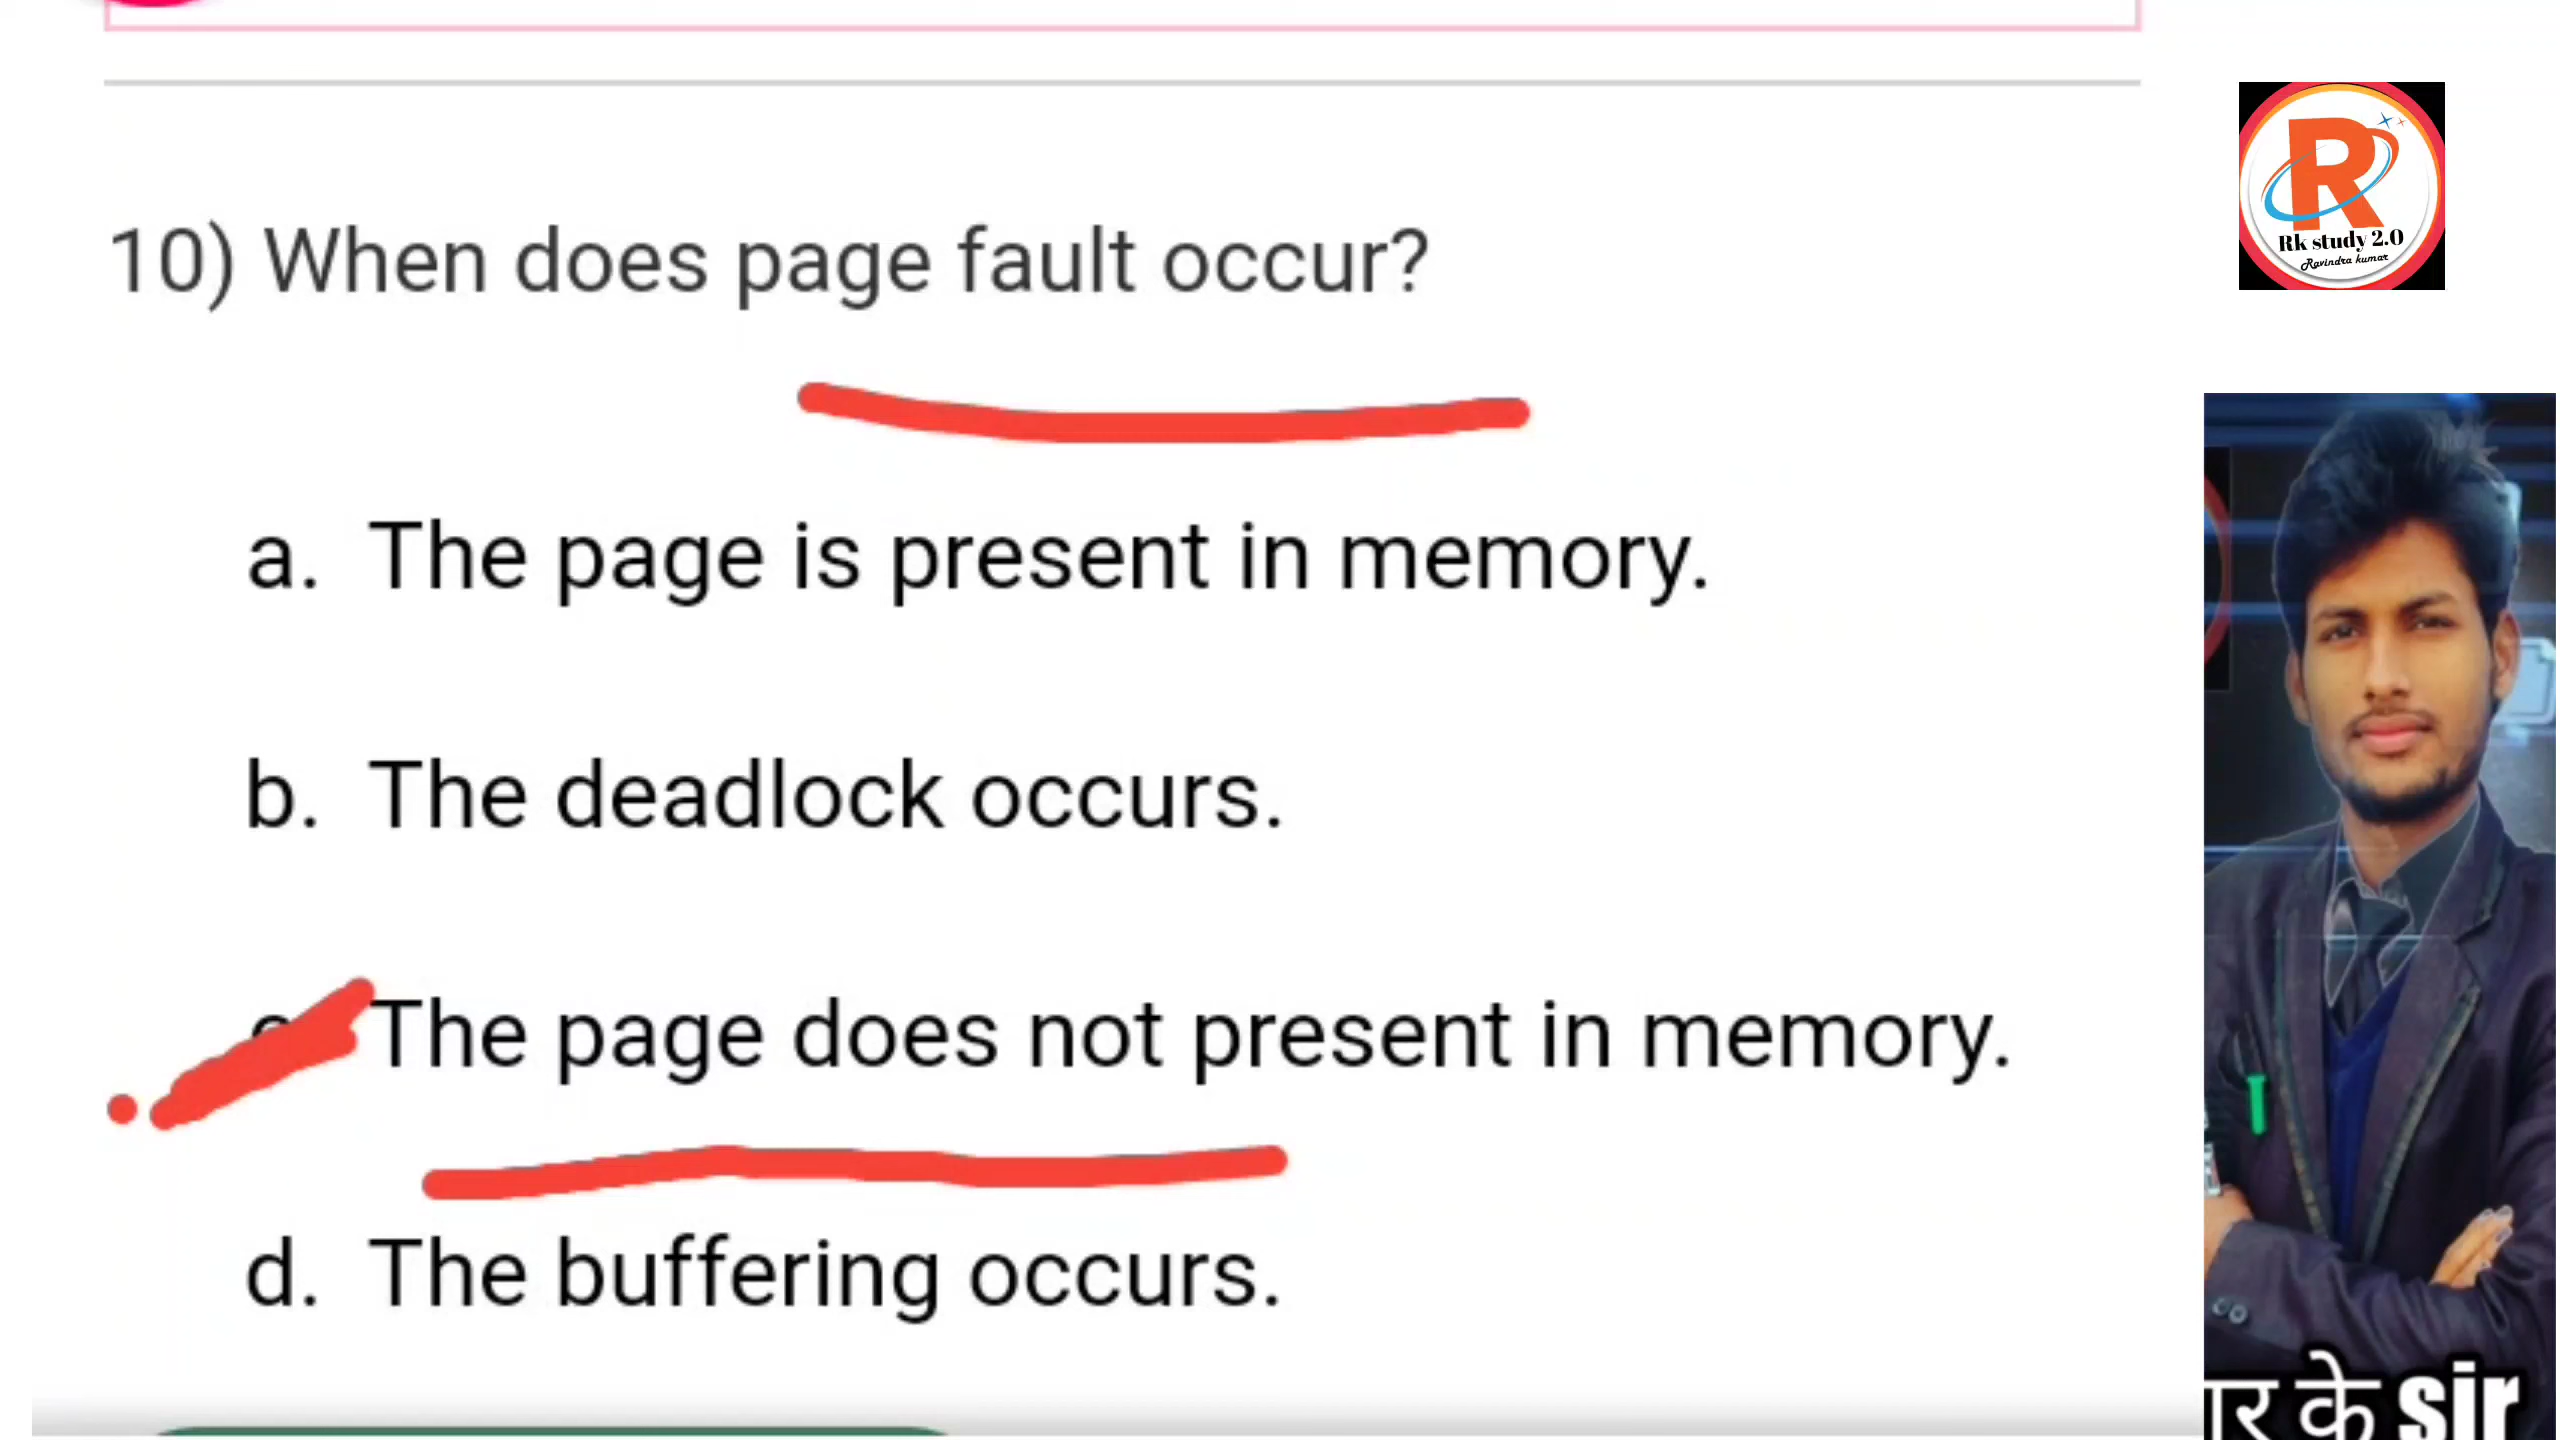 Rk study 2.0
Ravindra kumar
10) When does page fault occur?
a. The page is present in memory.
b. The deadlock occurs.
The page does not present in memory.
d. The buffering occurs.
के sir